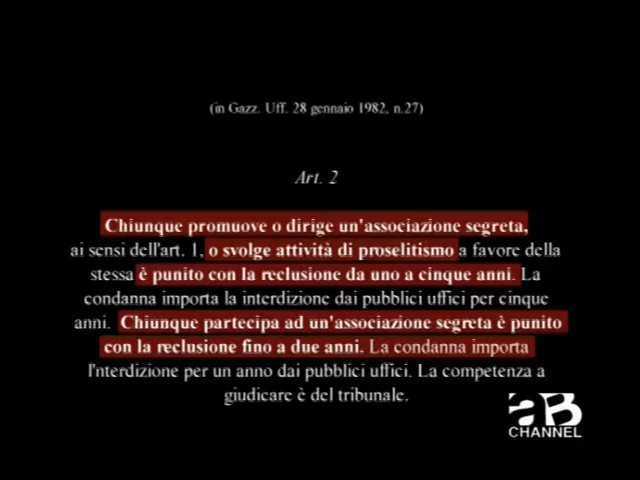 (in Gazz. Uff. 28 gennaio 1982, n.27)
Art. 2
Chiunque promuove o dirige un'associazione segreta,
ai sensi dell'art. 1, o svolge attività di proselitismo a favore della
stessa è punito con la reclusione da uno a cinque anni. La
condanna importa la interdizione dai pubblici uffici per cinque
anni. Chiunque partecipa ad un'associazione segreta è punito
con la reclusione fino a due anni. La condanna importa
l'nterdizione per un anno dai pubblici uffici. La competenza a
giudicare è del tribunale.
aB
CHANNEL